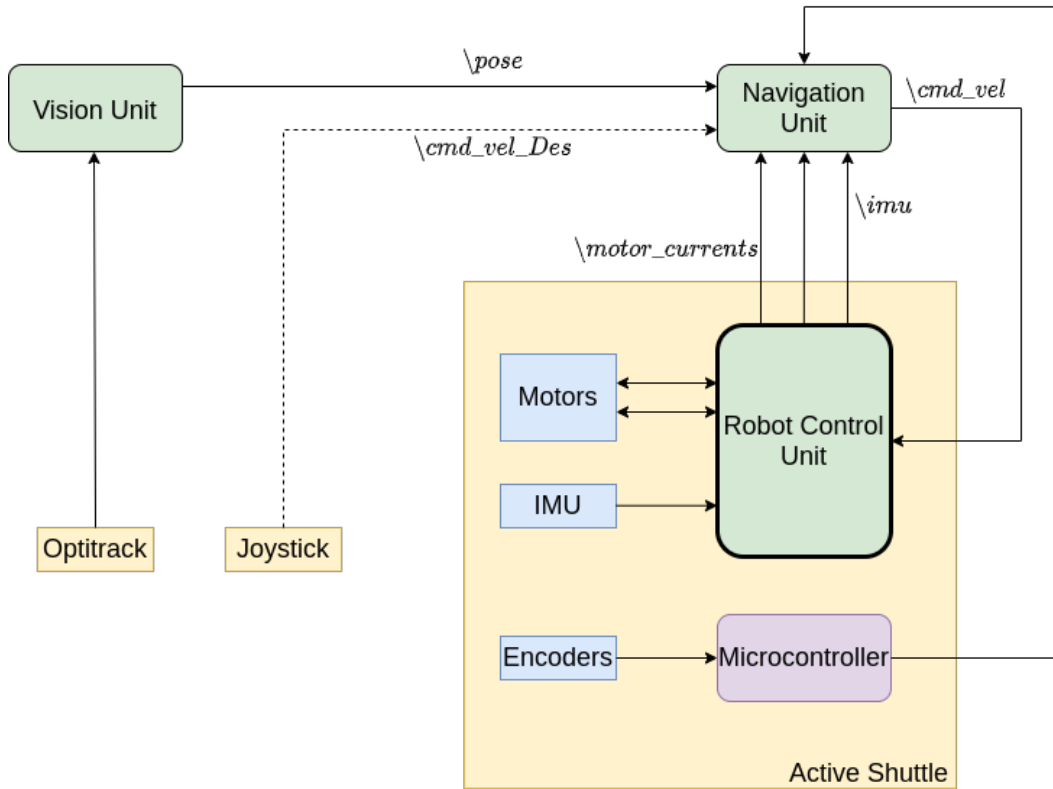 \pose
\cmd_vel
Vision Unit
Navigation
Unit
\cmd_vel_Des
\imu
\motor_currents
Motors
Robot Control
Unit
IMU
Optitrack
Joystick
Encoders
Microcontroller
Active Shuttle